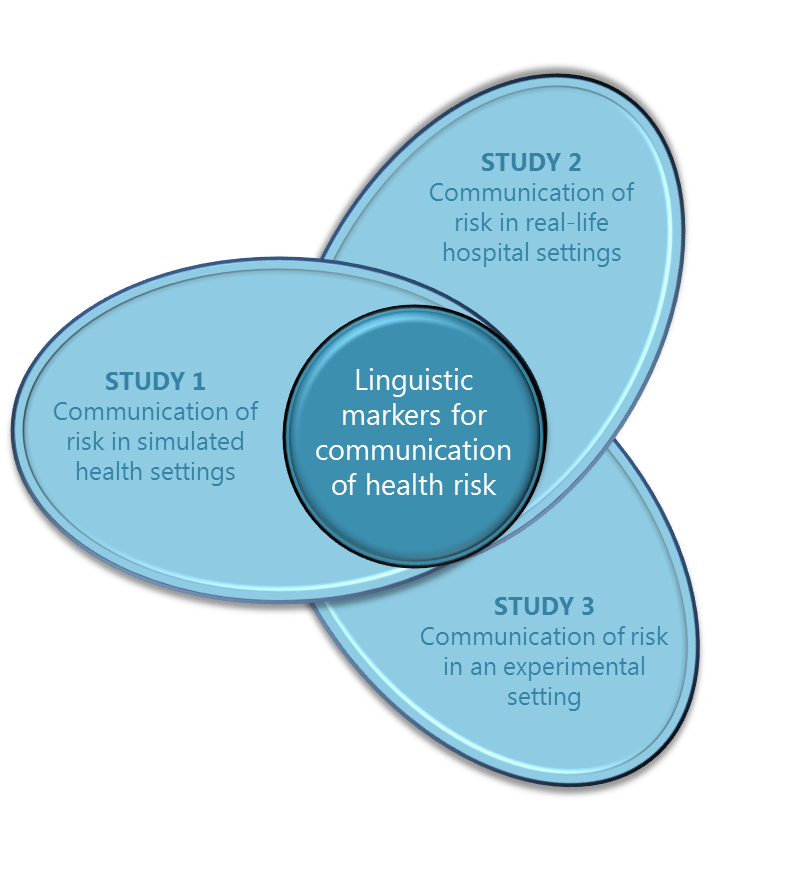 STUDY 2
Communication of
risk in real-life
hospital settings
STUDY 1
Communication of
risk in simulated
health settings
Linguistic
markers for
communication
of health risk
STUDY 3
Communication of risk
in an experimental
setting